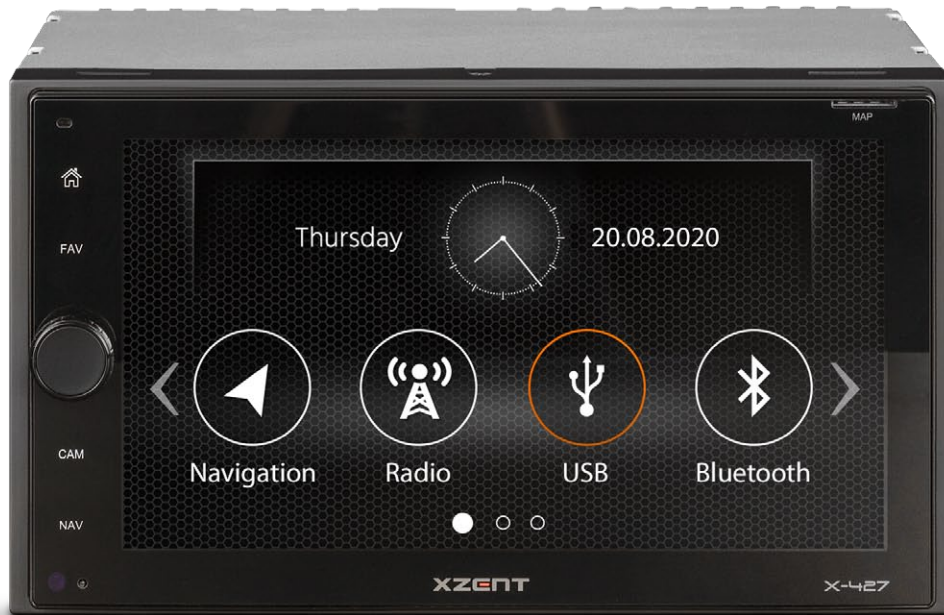 MAP
FAV
Thursday
20.08.2020
CAM
Navigation
Radio
USB
Bluetooth
NAV
XZENT
X-427